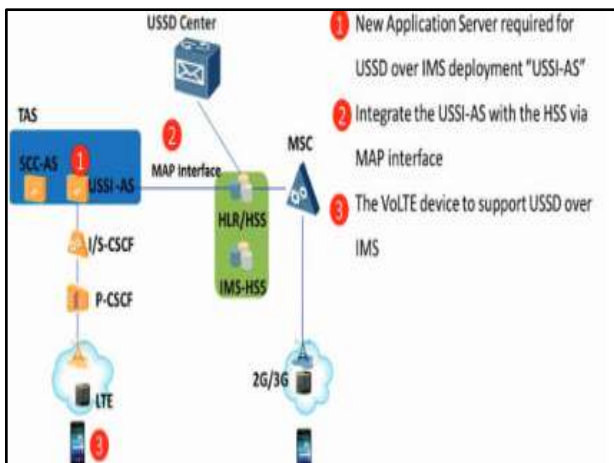 USSD Center
1 New Application Server required for
USSD over IMS deployment "USSI-AS"
2 Integrate the USSI-AS with the HSS via
MAP interface
3 The VoLTE device to support USSD over
IMS
TAS
SCC-AS
1
USSI -AS
2
MAP Interface
MSC
HLR/HSS
IMS-HSS
I/S-CSCF
P-CSCF
LTE
3
2G/3G